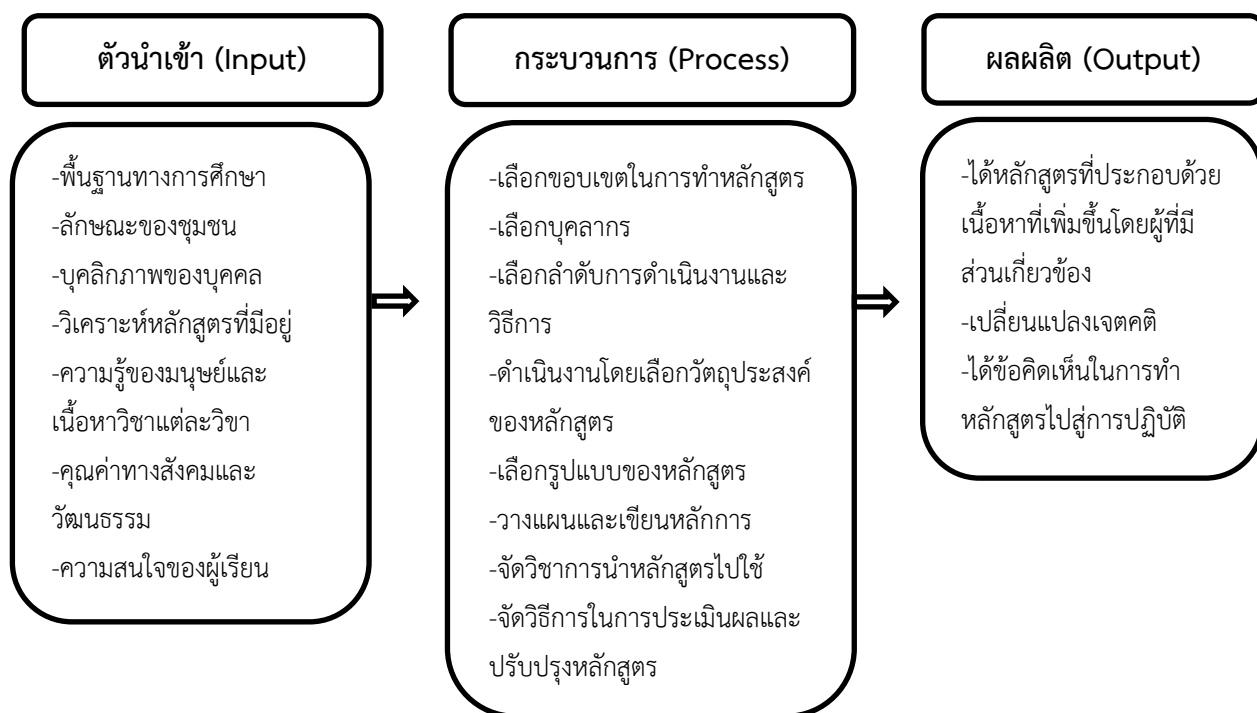 ตัวนำเข้า (Input)
-พื้นฐานทางการศึกษา
-ลักษณะของชุมชน
-บุคลิกภาพของบุคคล
-วิเคราะห์หลักสูตรที่มีอยู่
-ความรู้ของมนุษย์และ
เนื้อหาวิชาแต่ละวิขา
-คุณค่าทางสังคมและ
วัฒนธรรม
-ความสนใจของผู้เรียน
กระบวนการ (Process)
-เลือกขอบเขตในการทำหลักสูตร
-เลือกบุคลากร
-เลือกลำดับการดำเนินงานและ
วิธีการ
-ดำเนินงานโดยเลือกวัตถุประสงค์
ของหลักสูตร
-เลือกรูปแบบของหลักสูตร
-วางแผนและเขียนหลักการ
-จัดวิชาการนำหลักสูตรไปใช้
-จัดวิธีการในการประเมินผลและ
ปรับปรุงหลักสูตร
ผลผลิต (Output)
-ได้หลักสูตรที่ประกอบด้วย
เนื้อหาที่เพิ่มขึ้นโดยผู้ที่มี
ส่วนเกี่ยวข้อง
-เปลี่ยนแปลงเจตคติ
-ได้ข้อคิดเห็นในการทำ
หลักสูตรไปสู่การปฏิบัติ